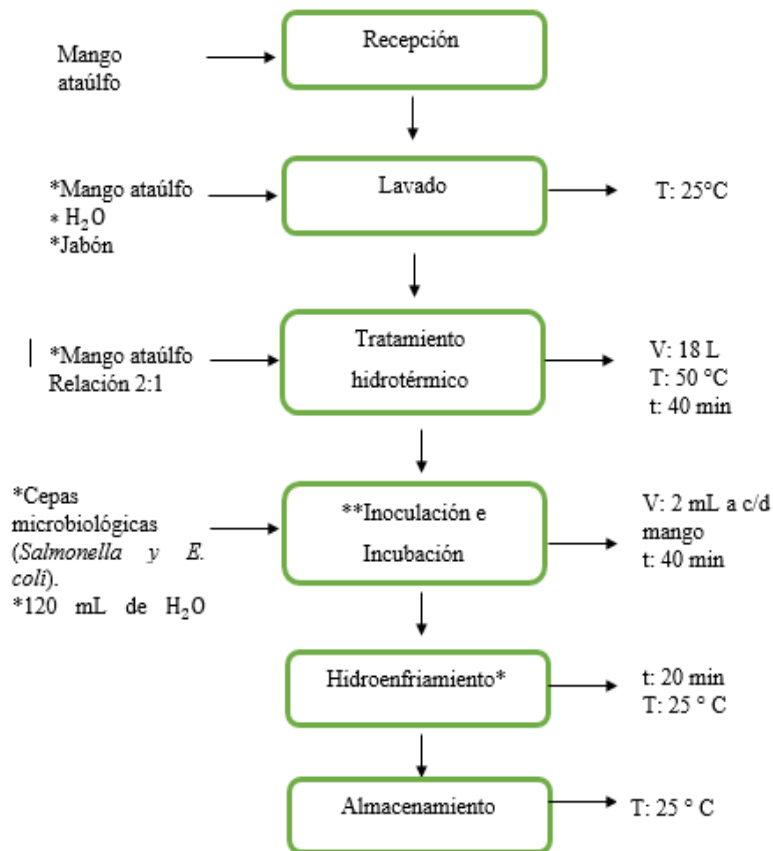 Recepción
Mango
ataúlfo
Lavado
*Mango ataúlfo
* H₂O
*Jabón
T: 25°C
Tratamiento
hidrotérmico
*Mango ataúlfo
Relación 2:1
V: 18 L
T: 50 °C
t: 40 min
*Cepas
microbiológicas
(Salmonella y E.
coli).
*120 mL de H₂O
**Inoculación e
Incubación
V: 2 mL a c/d
mango
t: 40 min
Hidroenfriamiento*
t: 20 min
T: 25 ° C
Almacenamiento
T: 25 ° C